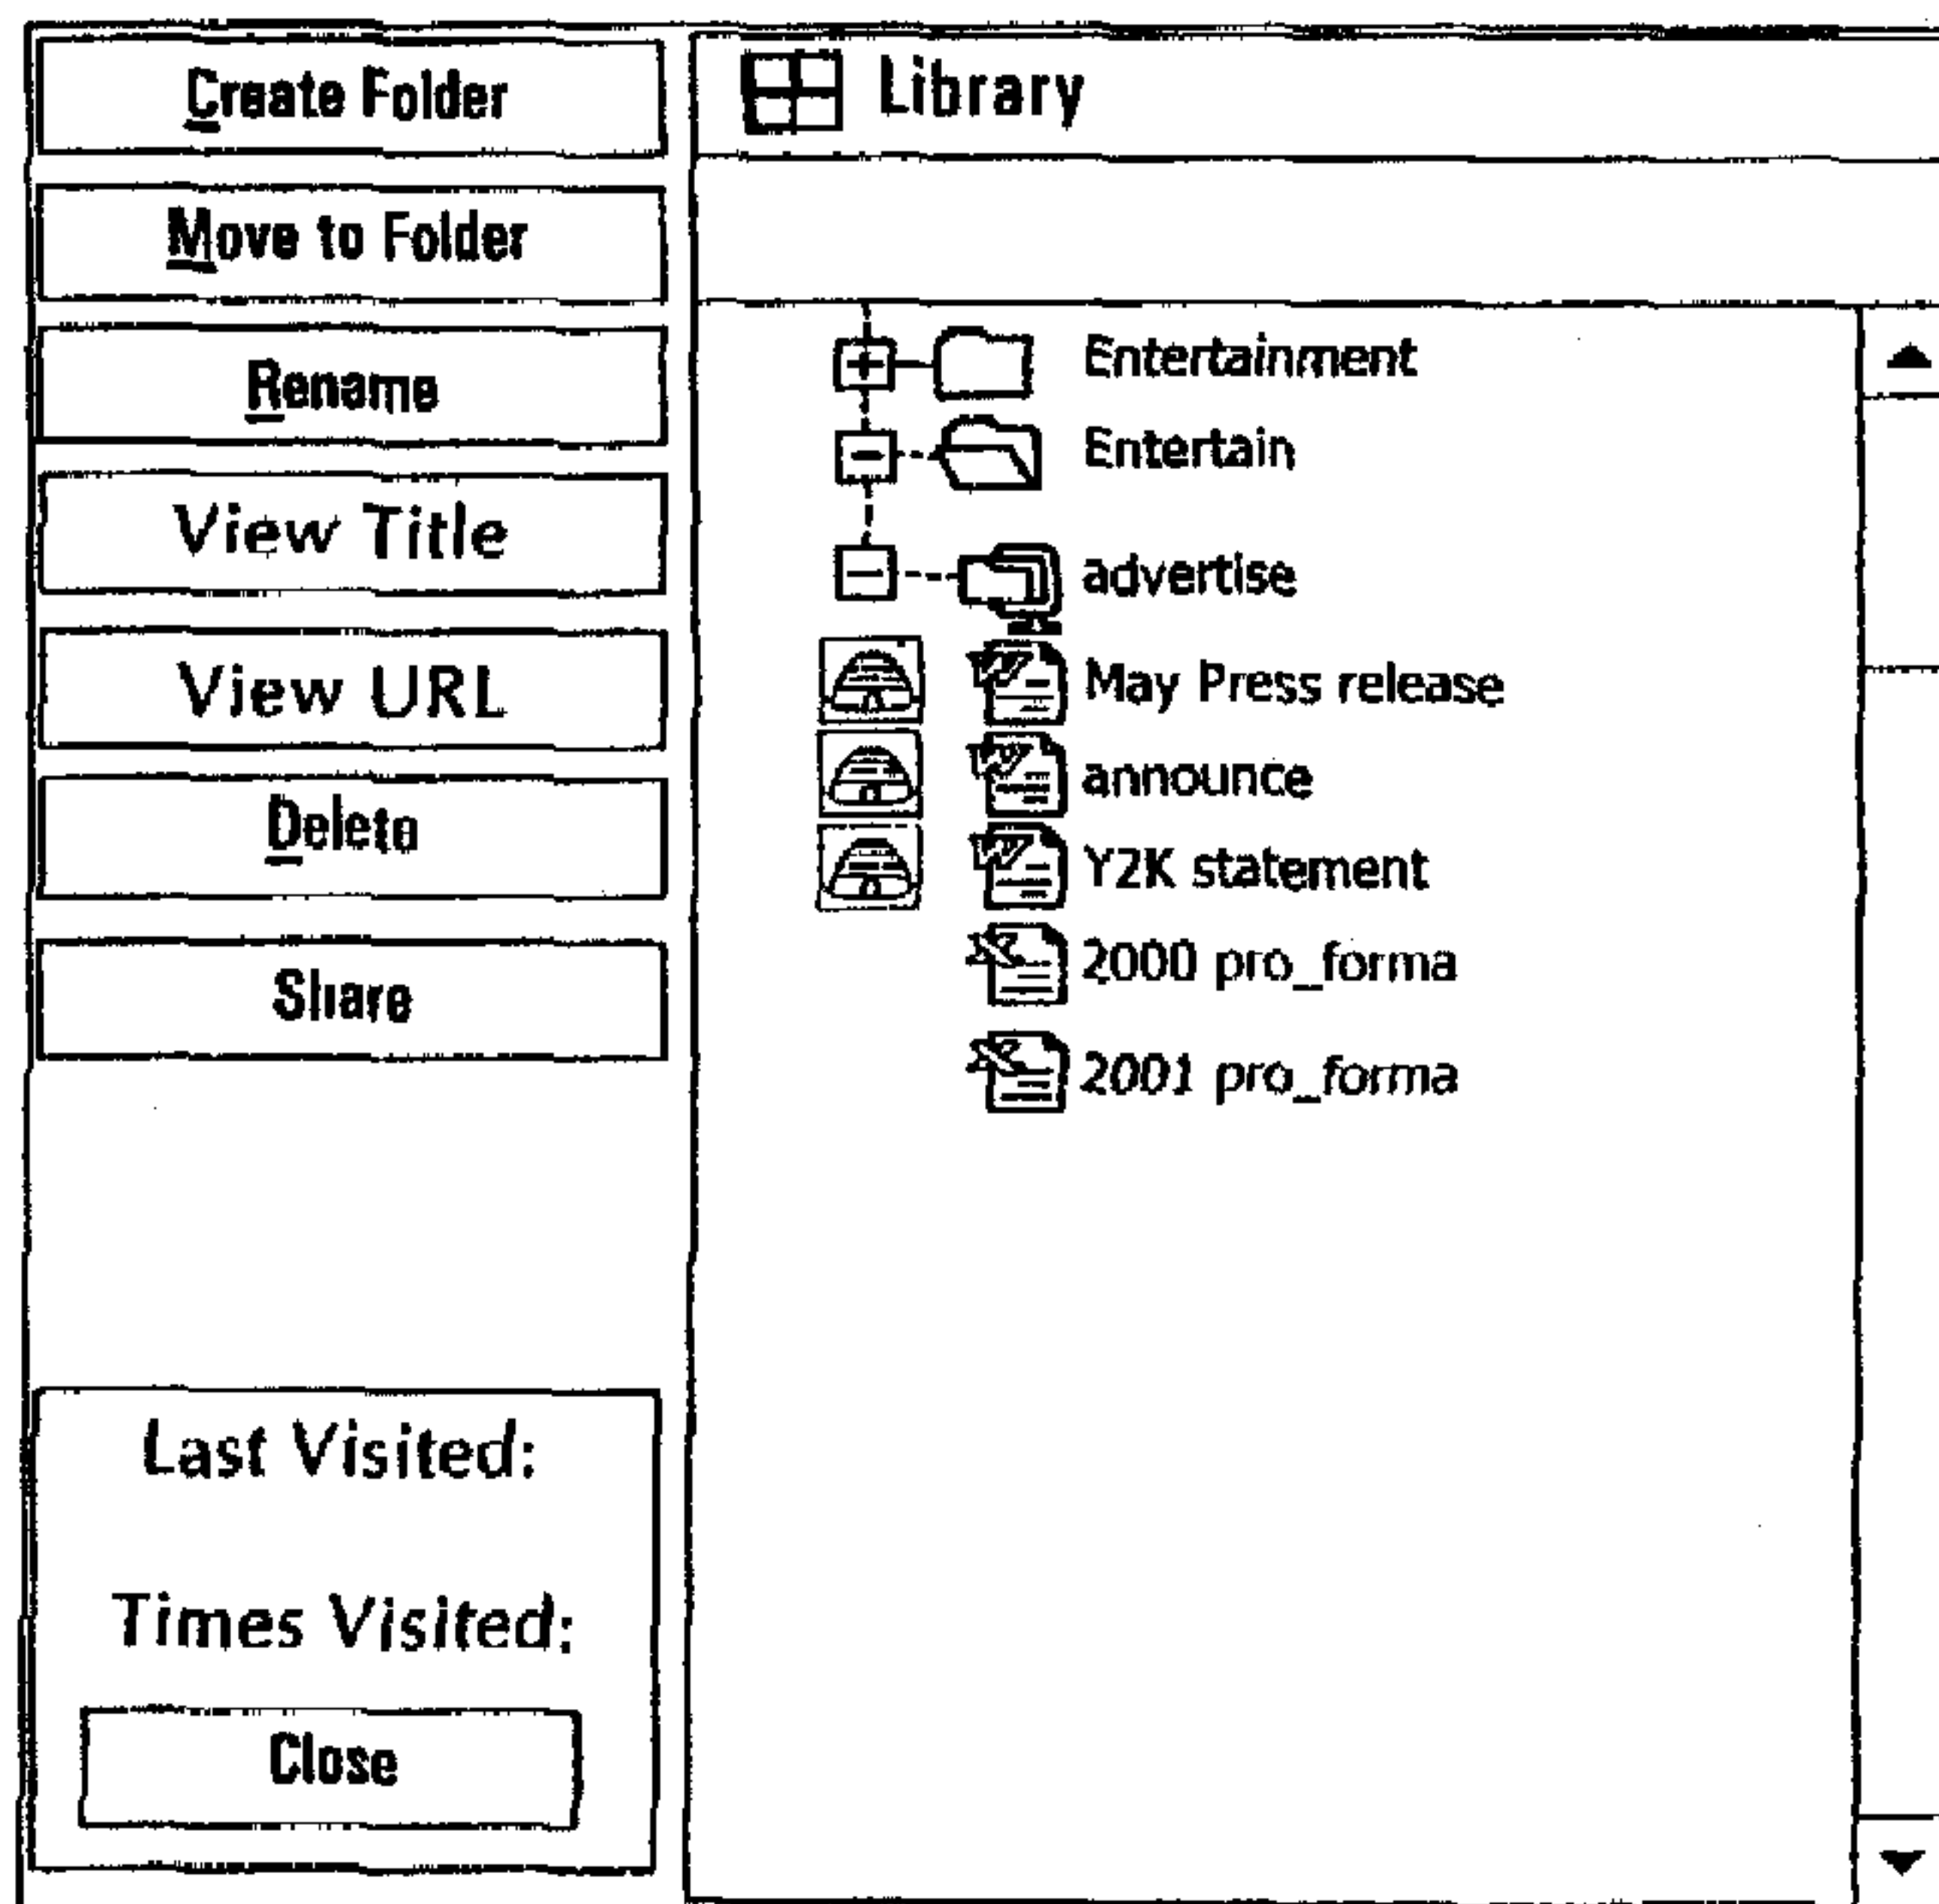 Create Folder
Move to Folder
Rename
View Title
View URL
Delete
Share
Last Visited:
Times Visited:
Close
Library
Entertainment
Entertain
advertise
May Press release
announce
Y2K statement
2000 pro_forma
2001 pro_forma